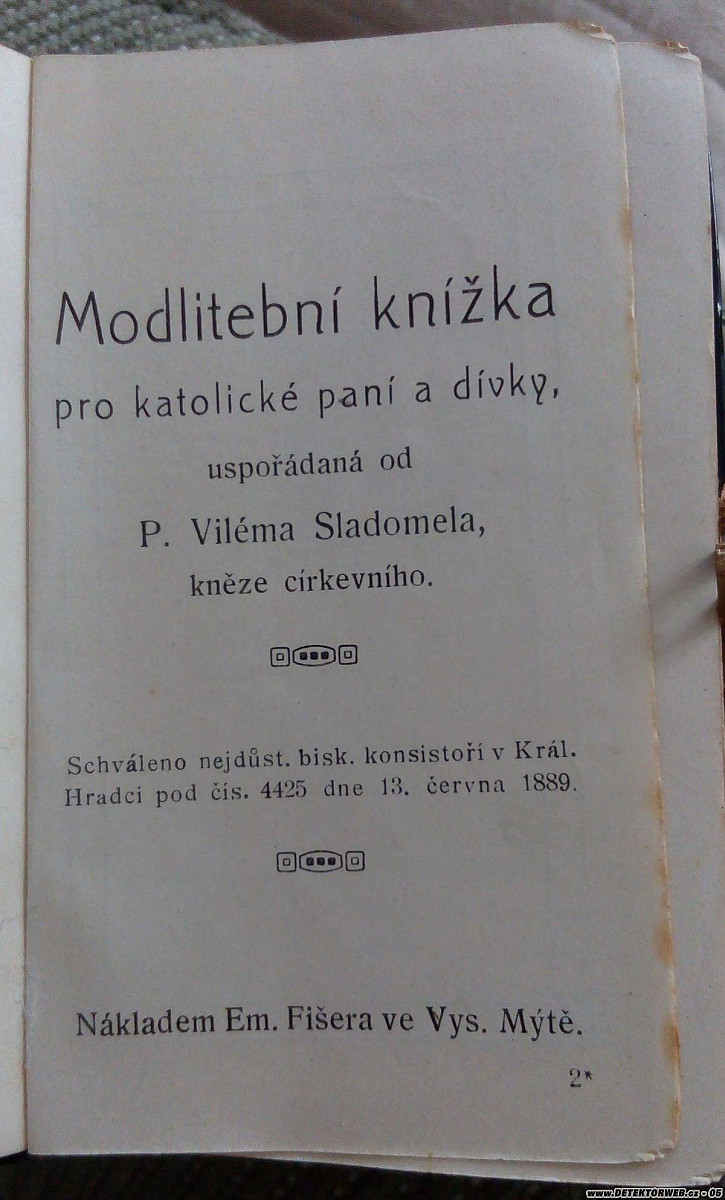 Modlitební knížka
pro katolické paní a dívky,
uspořádaná od
P. Viléma Sladomela,
kněze církevního.
Schváleno nejdůst. bisk. konsistoří v Král.
Hradci pod čís. 4425 dne 13. června 1889.
Nákladem Em. Fišera ve Vys. Mýtě.
2*
www.DETEKTORWEB.cz - 06